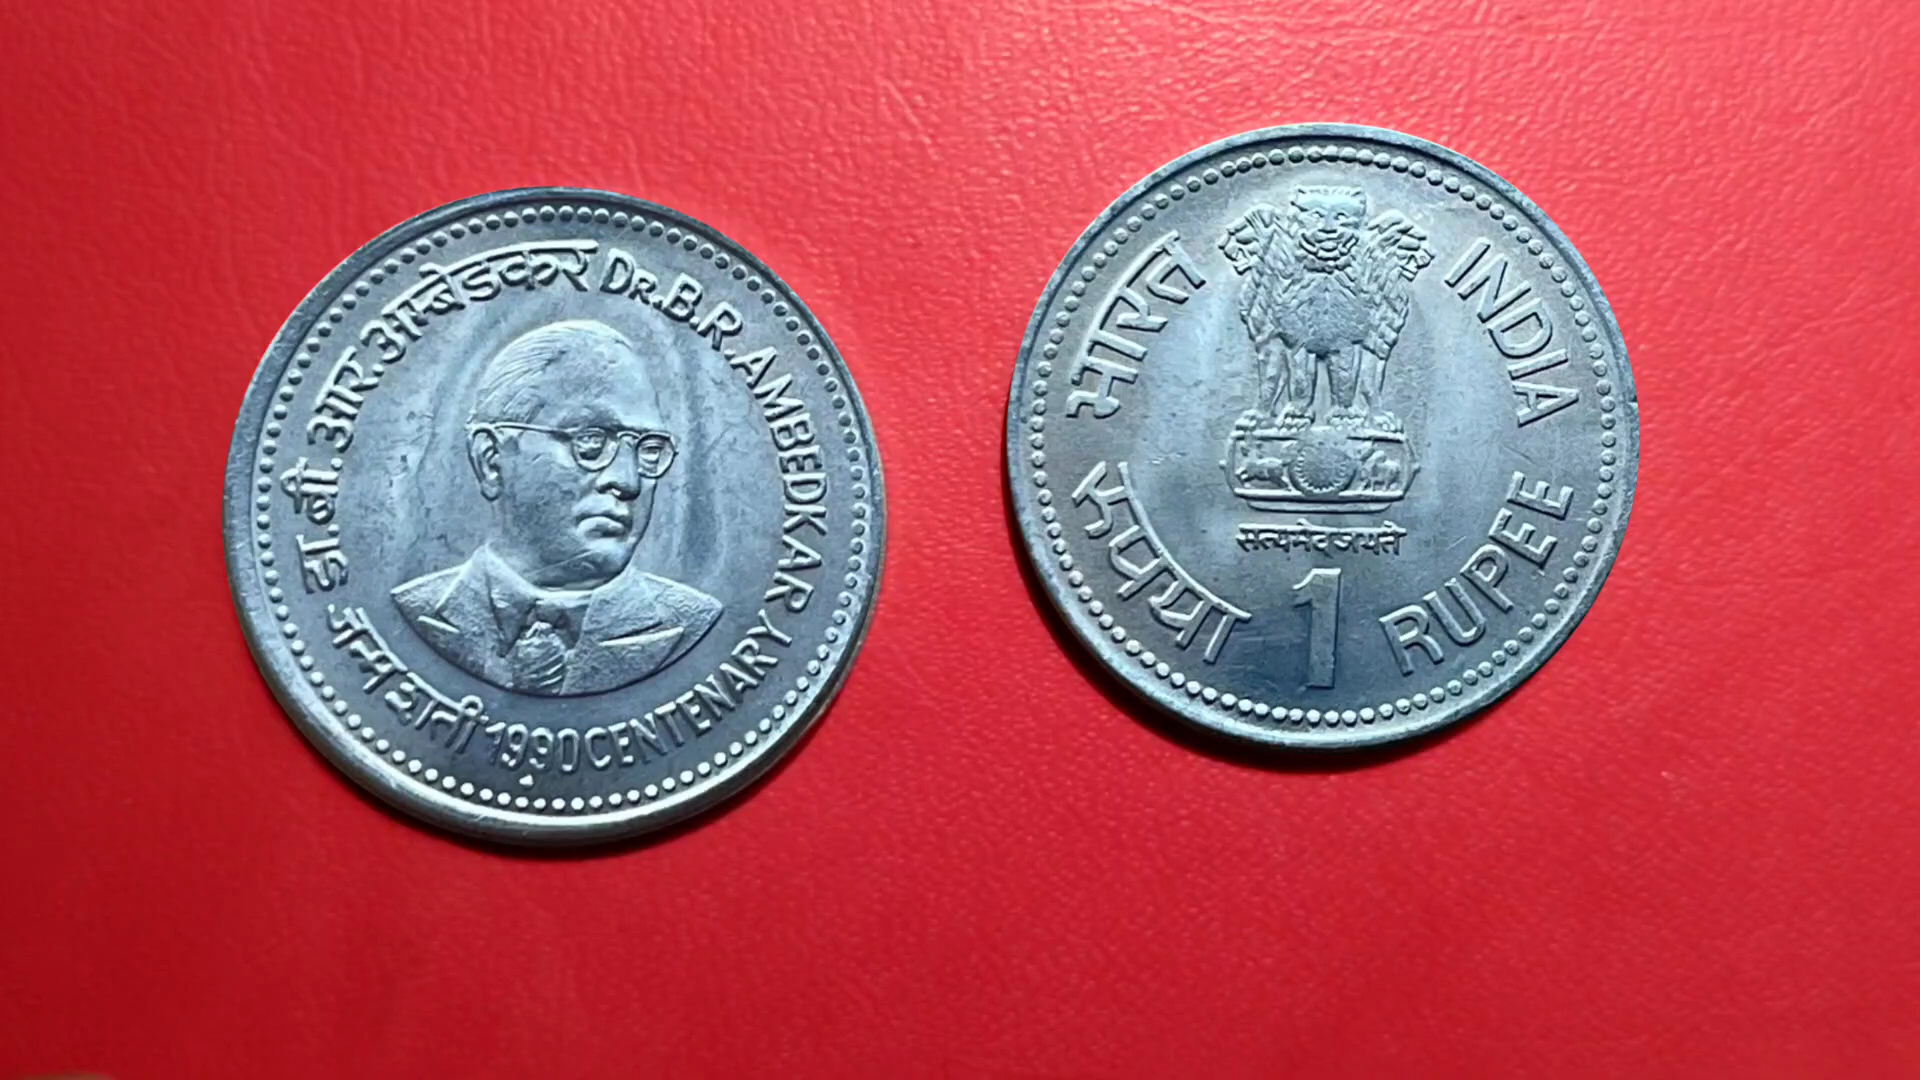 डा.बी.आर.अम्बेडकर DR.B.R.AMBEDKAR
जन्म शती 1990 CENTENARY
भारत INDIA
सत्यमेव जयते
रूपया 1 RUPEE